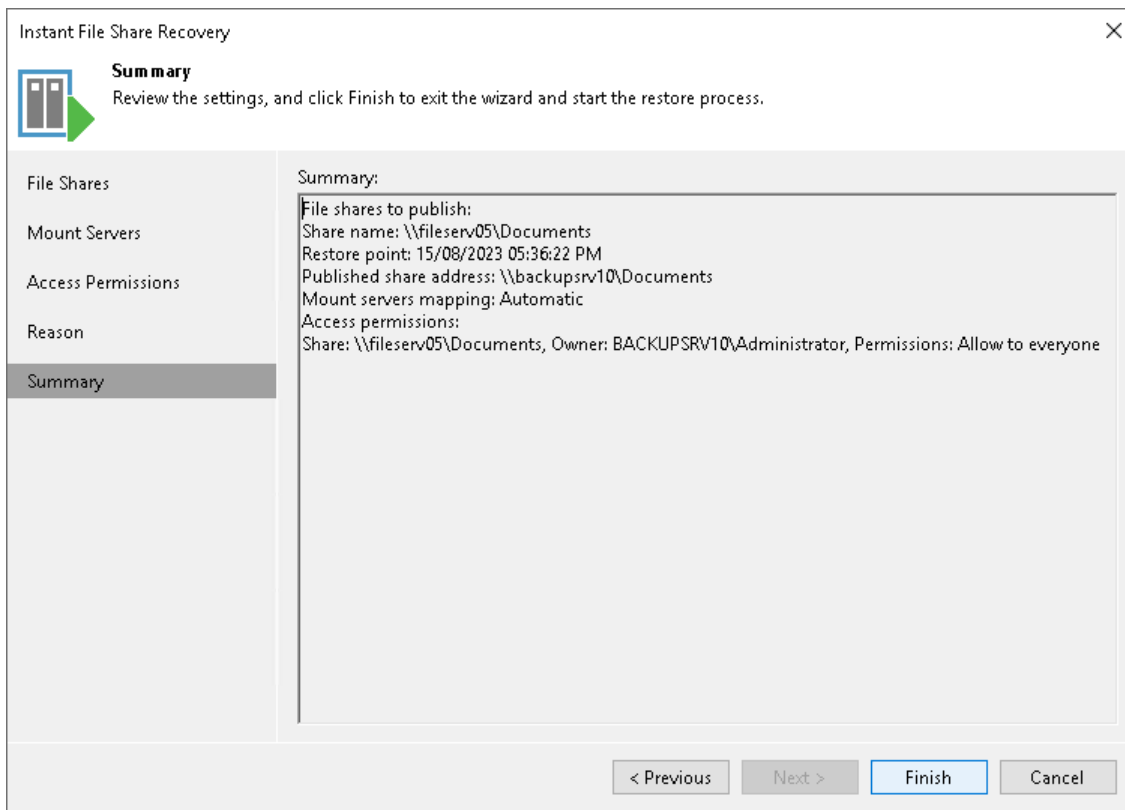 Instant File Share Recovery
Summary
Review the settings, and click Finish to exit the wizard and start the restore process.
File Shares
Mount Servers
Access Permissions
Reason
Summary
Summary:
File shares to publish:
Share name: \\fileserv05\Documents
Restore point: 15/08/2023 05:36:22 PM
Published share address: \\backupsrv10\Documents
Mount servers mapping: Automatic
Access permissions:
Share: \\fileserv05\Documents, Owner: BACKUPSRV10\Administrator, Permissions: Allow to everyone
< Previous
Next >
Finish
Cancel